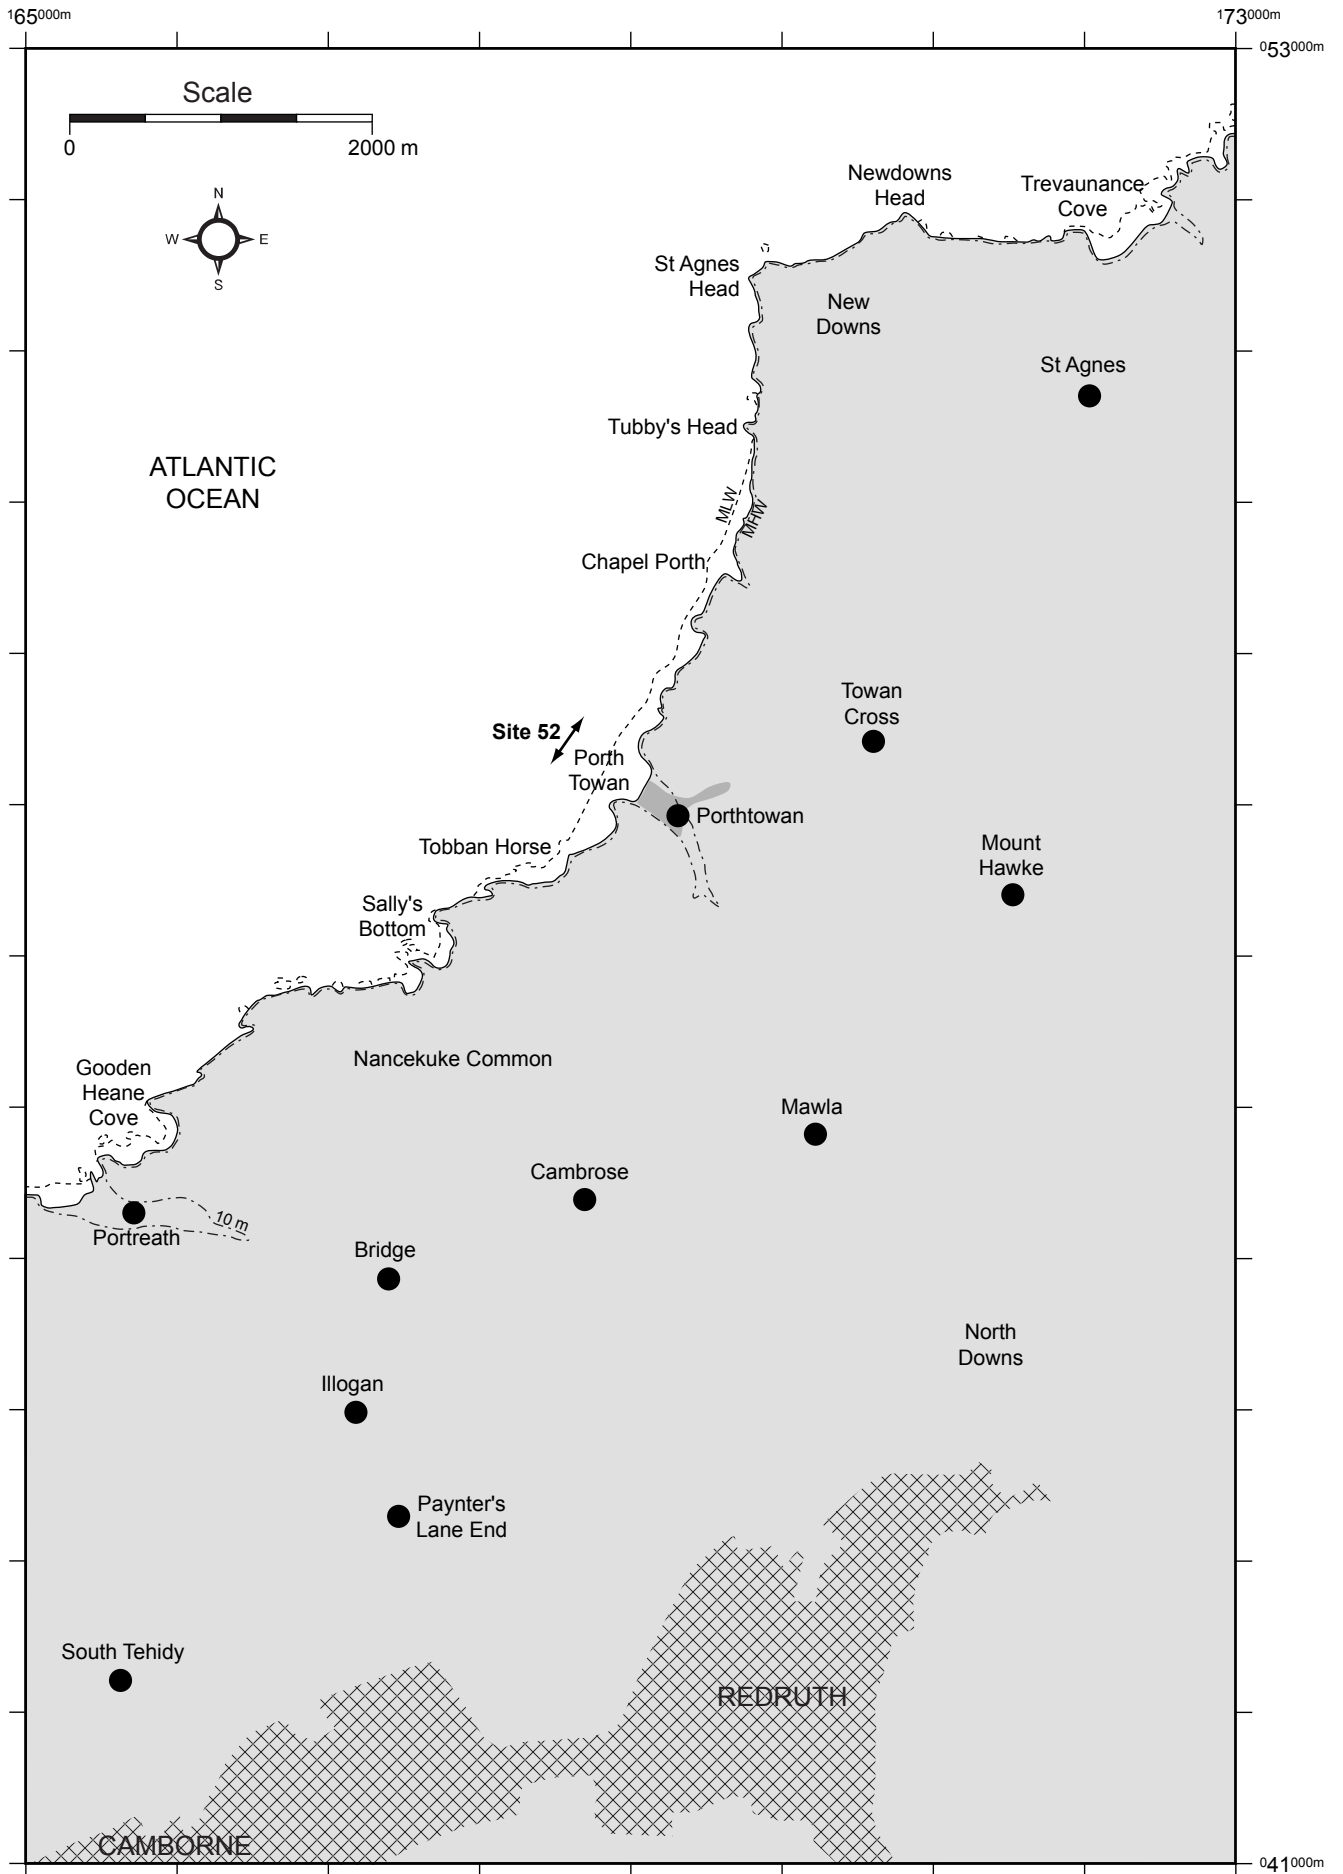 165000m
173000m
053000m
Scale
0
2000 m
N
W
E
S
Newdowns
Head
Trevaunance
Cove
St Agnes
Head
New
Downs
St Agnes
Tubby's Head
ATLANTIC
OCEAN
MLW
MHW
Chapel Porth
Towan
Cross
Site 52
Porth
Towan
Porthtowan
Tobban Horse
Mount
Hawke
Sally's
Bottom
Nancekuke Common
Gooden
Heane
Cove
Mawla
Cambrose
10 m
Portreath
Bridge
North
Downs
Illogan
Paynter's
Lane End
South Tehidy
REDRUTH
CAMBORNE
041000m